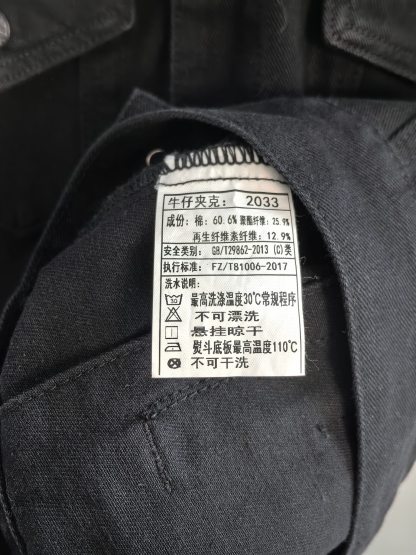 牛仔夹克: 2033
成份: 棉: 60.6% 聚酯纤维: 25.9%
再生纤维素纤维: 12.9%
安全类别: GB/T29862-2013 (C)类
执行标准: FZ/T81006-2017
洗水说明:
最高洗涤温度30℃常规程序
不可漂洗
悬挂晾干
熨斗底板最高温度110℃
不可干洗